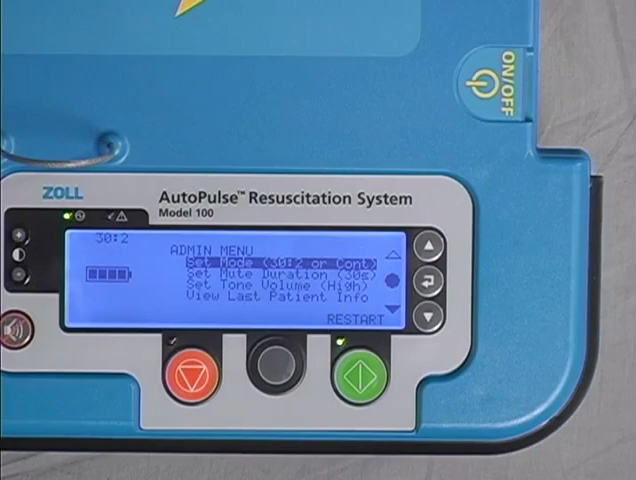 ON/OFF
ZOLL
AutoPulse™ Resuscitation System
Model 100
30:2
ADMIN MENU
Set Mode (30:2 or Cont)
Set Mute Duration (30s)
Set Tone Volume (High)
View Last Patient Info
RESTART